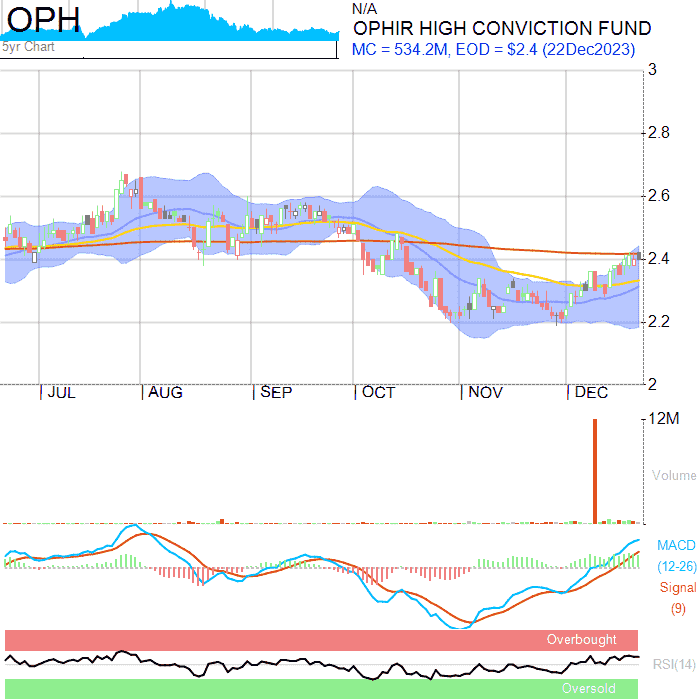 OPH
5yr Chart
N/A
OPHIR HIGH CONVICTION FUND
MC = 534.2M, EOD = $2.4 (22Dec2023)
3
2.8
2.6
2.4
2.2
2
JUL AUG SEP OCT NOV DEC
12M
Volume
MACD
(12-26)
Signal
(9)
Overbought
RSI(14)
Oversold